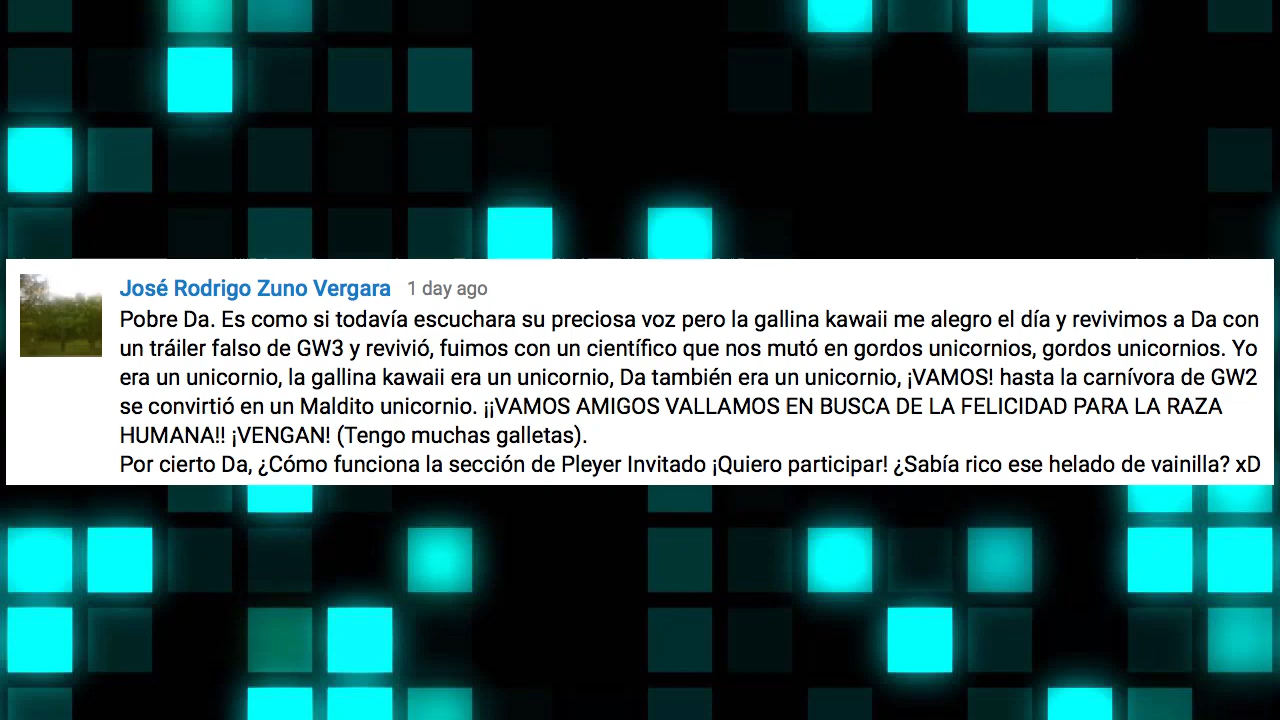 José Rodrigo Zuno Vergara 1 day ago
Pobre Da. Es como si todavía escuchara su preciosa voz pero la gallina kawaii me alegro el día y revivimos a Da con
un tráiler falso de GW3 y revivió, fuimos con un científico que nos mutó en gordos unicornios, gordos unicornios. Yo
era un unicornio, la gallina kawaii era un unicornio, Da también era un unicornio, ¡VAMOS! hasta la carnívora de GW2
se convirtió en un Maldito unicornio. ¡¡VAMOS AMIGOS VALLAMOS EN BUSCA DE LA FELICIDAD PARA LA RAZA
HUMANA!! ¡VENGAN! (Tengo muchas galletas).
Por cierto Da, ¿Cómo funciona la sección de Pleyer Invitado ¡Quiero participar! ¿Sabía rico ese helado de vainilla? xD